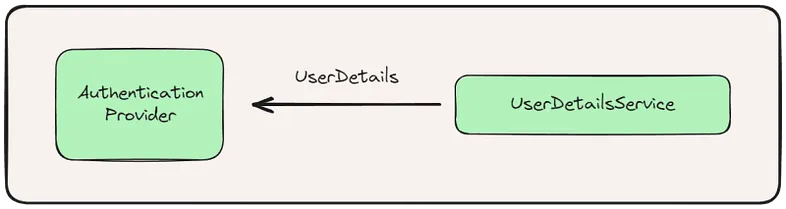 UserDetails
Authentication
Provider
UserDetailsService